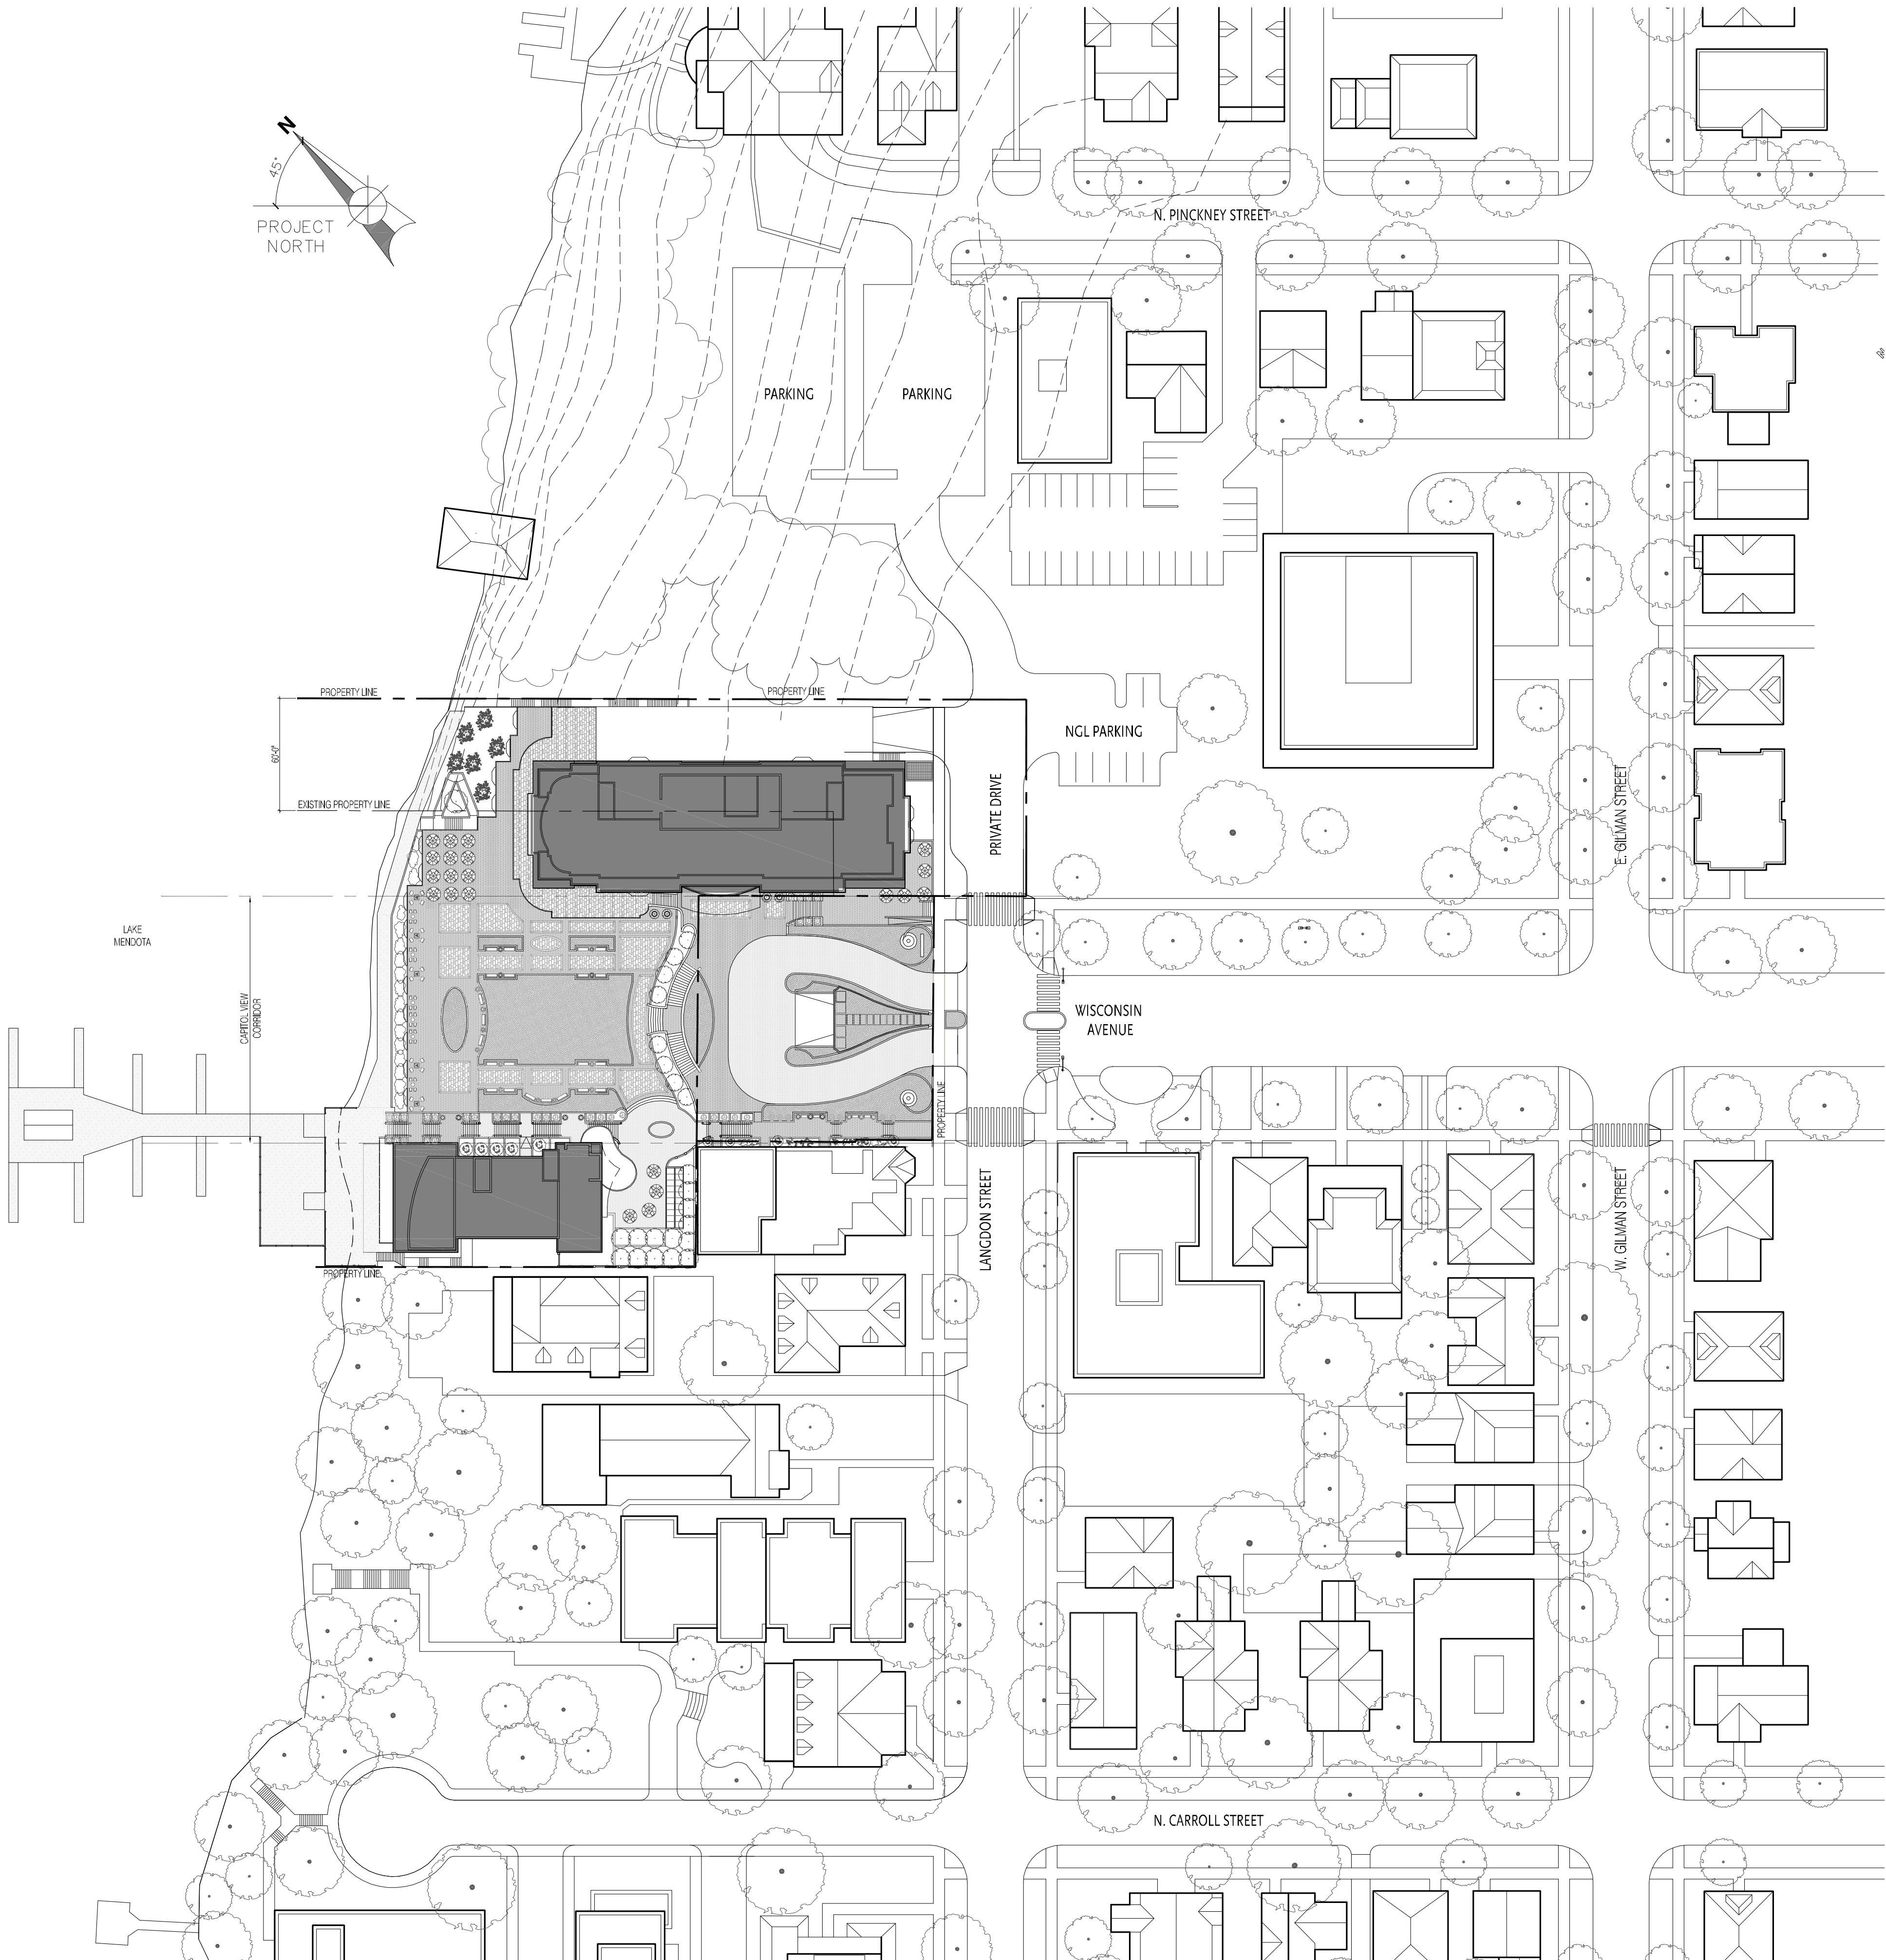 N
45°
PROJECT
NORTH
N. PINCKNEY STREET
PARKING
PARKING
PROPERTY LINE
PROPERTY LINE
60'-0"
NGL PARKING
EXISTING PROPERTY LINE
PRIVATE DRIVE
E. GILMAN STREET
LAKE
MENDOTA
CAPITOL VIEW
CORRIDOR
WISCONSIN
AVENUE
PROPERTY LINE
LANGDON STREET
W. GILMAN STREET
PROPERTY LINE
N. CARROLL STREET